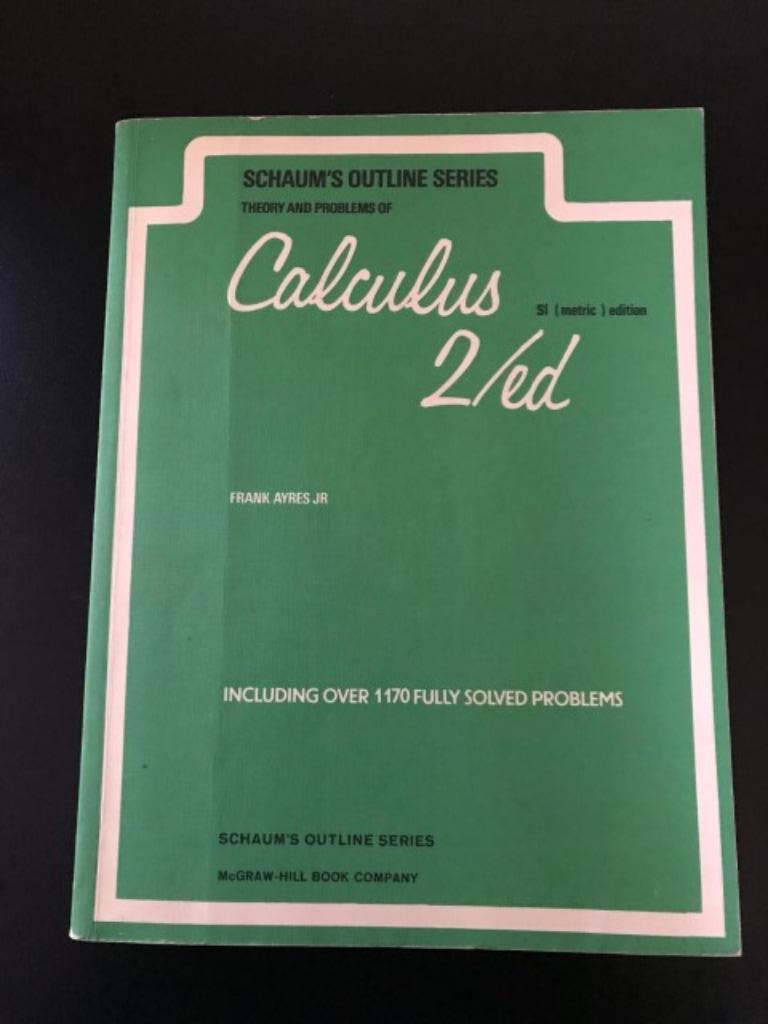 SCHAUM'S OUTLINE SERIES
THEORY AND PROBLEMS OF
Calculus
SI (metric) edition
2/ed
FRANK AYRES JR
INCLUDING OVER 1170 FULLY SOLVED PROBLEMS
SCHAUM'S OUTLINE SERIES
McGRAW-HILL BOOK COMPANY